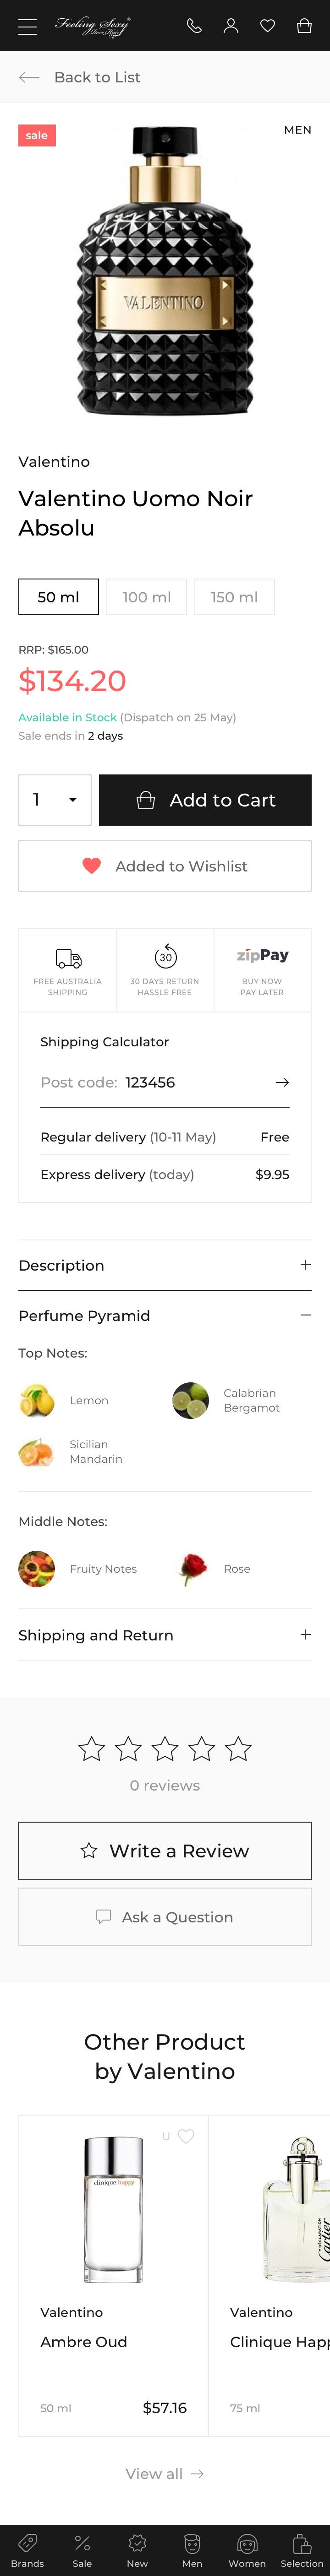 Feeling Sexy
Back to List
sale
MEN
VALENTINO
Valentino
Valentino Uomo Noir
Absolu
50 ml
100 ml
150 ml
RRP: $165.00
$134.20
Available in Stock (Dispatch on 25 May)
Sale ends in 2 days
1
Add to Cart
Added to Wishlist
30
zipPay
FREE AUSTRALIA
SHIPPING
30 DAYS RETURN
HASSLE FREE
BUY NOW
PAY LATER
Shipping Calculator
Post code: 123456
Regular delivery (10-11 May) Free
Express delivery (today) $9.95
Description
Perfume Pyramid
Top Notes:
Lemon
Calabrian
Bergamot
Sicilian
Mandarin
Middle Notes:
Fruity Notes
Rose
Shipping and Return
0 reviews
Write a Review
Ask a Question
Other Product
by Valentino
U
clinique happy
DÉCLARATION
Cartier
Valentino
Ambre Oud
50 ml
$57.16
Valentino
Clinique Happ
75 ml
View all
Brands
Sale
New
Men
Women
Selection